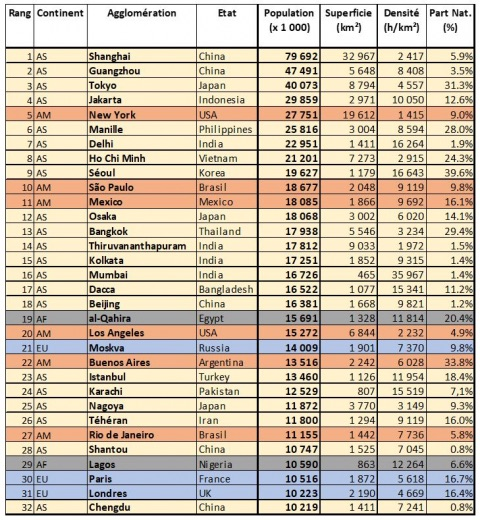 Rang Continent Agglomération Etat Population (x 1 000) Superficie (km²) Densité (h/km²) Part Nat. (%)
1 AS Shanghai China 79 692 32 967 2 417 5.9%
2 AS Guangzhou China 47 491 5 648 8 408 3.5%
3 AS Tokyo Japan 40 073 8 794 4 557 31.3%
4 AS Jakarta Indonesia 29 859 2 971 10 050 12.6%
5 AM New York USA 27 751 19 612 1 415 9.0%
6 AS Manille Philippines 25 816 3 004 8 594 28.0%
7 AS Delhi India 22 951 1 411 16 264 1.9%
8 AS Ho Chi Minh Vietnam 21 201 7 273 2 915 24.3%
9 AS Séoul Korea 19 627 1 179 16 643 39.6%
10 AM São Paulo Brasil 18 677 2 048 9 119 9.8%
11 AM Mexico Mexico 18 085 1 866 9 692 16.1%
12 AS Osaka Japan 18 068 3 002 6 020 14.1%
13 AS Bangkok Thailand 17 938 5 546 3 234 29.4%
14 AS Thiruvananthapuram India 17 812 9 033 1 972 1.5%
15 AS Kolkata India 17 251 1 852 9 315 1.4%
16 AS Mumbai India 16 726 465 35 967 1.4%
17 AS Dacca Bangladesh 16 522 1 077 15 341 11.2%
18 AS Beijing China 16 381 1 668 9 821 1.2%
19 AF al-Qahira Egypt 15 691 1 328 11 814 20.4%
20 AM Los Angeles USA 15 272 6 844 2 232 4.9%
21 EU Moskva Russia 14 009 1 901 7 370 9.8%
22 AM Buenos Aires Argentina 13 516 2 242 6 028 33.8%
23 AS Istanbul Turkey 13 460 1 126 11 954 18.4%
24 AS Karachi Pakistan 12 529 807 15 519 7,1%
25 AS Nagoya Japan 11 872 3 770 3 149 9.3%
26 AS Téhéran Iran 11 800 1 294 9 119 16.0%
27 AM Rio de Janeiro Brasil 11 155 1 442 7 736 5.8%
28 AS Shantou China 10 747 1 525 7 045 0.8%
29 AF Lagos Nigeria 10 590 863 12 264 6.6%
30 EU Paris France 10 516 1 872 5 618 16.7%
31 EU Londres UK 10 223 2 190 4 669 16.4%
32 AS Chengdu China 10 219 1 411 7 241 0.8%